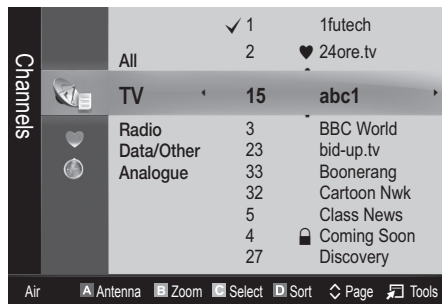 Channels
1 1futech
All 2 24ore.tv
TV 15 abc1
Radio 3 BBC World
Data/Other 23 bid-up.tv
Analogue 33 Boonerang
32 Cartoon Nwk
5 Class News
4 Coming Soon
27 Discovery
Air A Antenna B Zoom C Select D Sort Page Tools